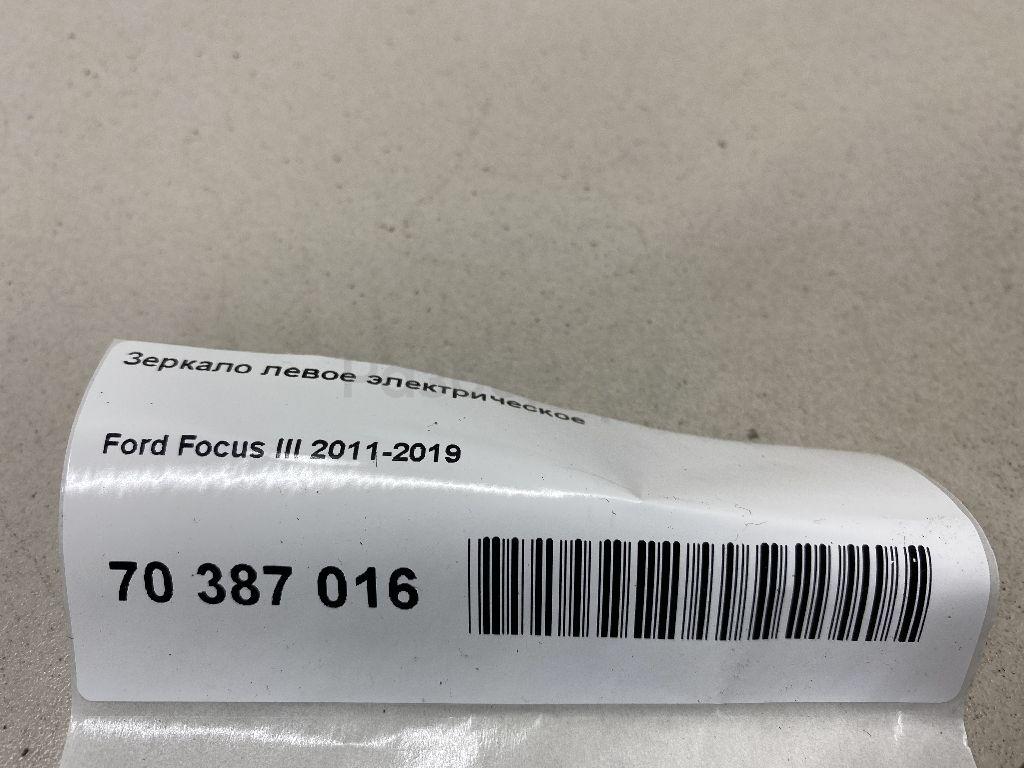 Зеркало левое электрическое
Ford Focus III 2011-2019
70 387 016